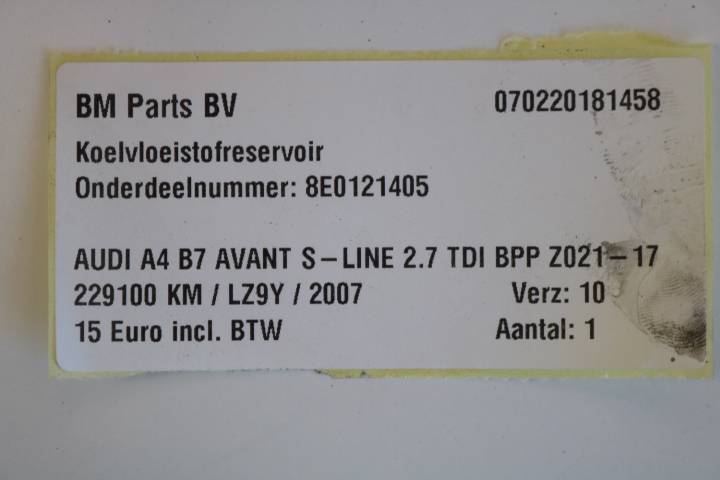 BM Parts BV 070220181458
Koelvloeistofreservoir
Onderdeelnummer: 8E0121405
AUDI A4 B7 AVANT S-LINE 2.7 TDI BPP Z021-17
229100 KM / LZ9Y / 2007 Verz: 10
15 Euro incl. BTW Aantal: 1